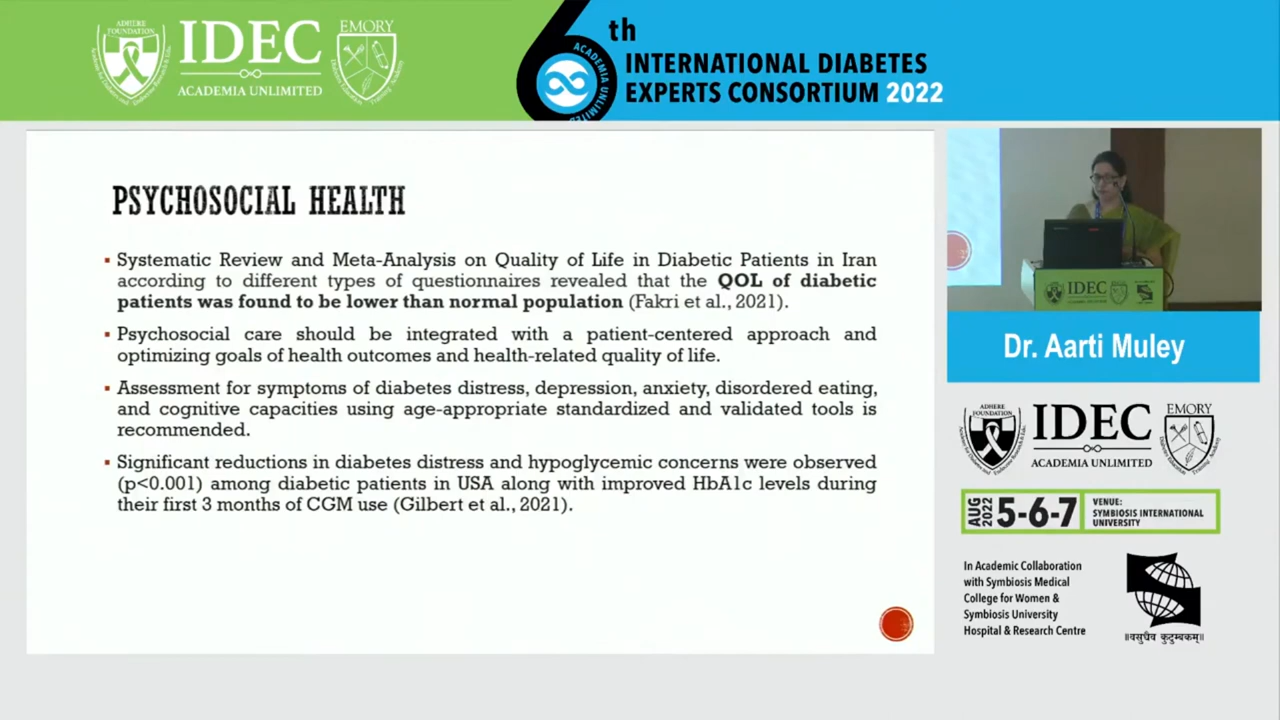 ADHERE
FOUNDATION
IDEC
ACADEMIA UNLIMITED
EMORY
6th
ACADEMIA UNLIMITED
INTERNATIONAL DIABETES
EXPERTS CONSORTIUM 2022
PSYCHOSOCIAL HEALTH
▪ Systematic Review and Meta-Analysis on Quality of Life in Diabetic Patients in Iran
according to different types of questionnaires revealed that the QOL of diabetic
patients was found to be lower than normal population (Fakri et al., 2021).
▪ Psychosocial care should be integrated with a patient-centered approach and
optimizing goals of health outcomes and health-related quality of life.
▪ Assessment for symptoms of diabetes distress, depression, anxiety, disordered eating,
and cognitive capacities using age-appropriate standardized and validated tools is
recommended.
▪ Significant reductions in diabetes distress and hypoglycemic concerns were observed
(p<0.001) among diabetic patients in USA along with improved HbA1c levels during
their first 3 months of CGM use (Gilbert et al., 2021).
IDEC
Dr. Aarti Muley
ADHERE
FOUNDATION
IDEC
ACADEMIA UNLIMITED
EMORY
AUG
2022
5-6-7
VENUE:
SYMBIOSIS INTERNATIONAL
UNIVERSITY
In Academic Collaboration
with Symbiosis Medical
College for Women &
Symbiosis University
Hospital & Research Centre
॥वसुधैव कुटुम्बकम्॥